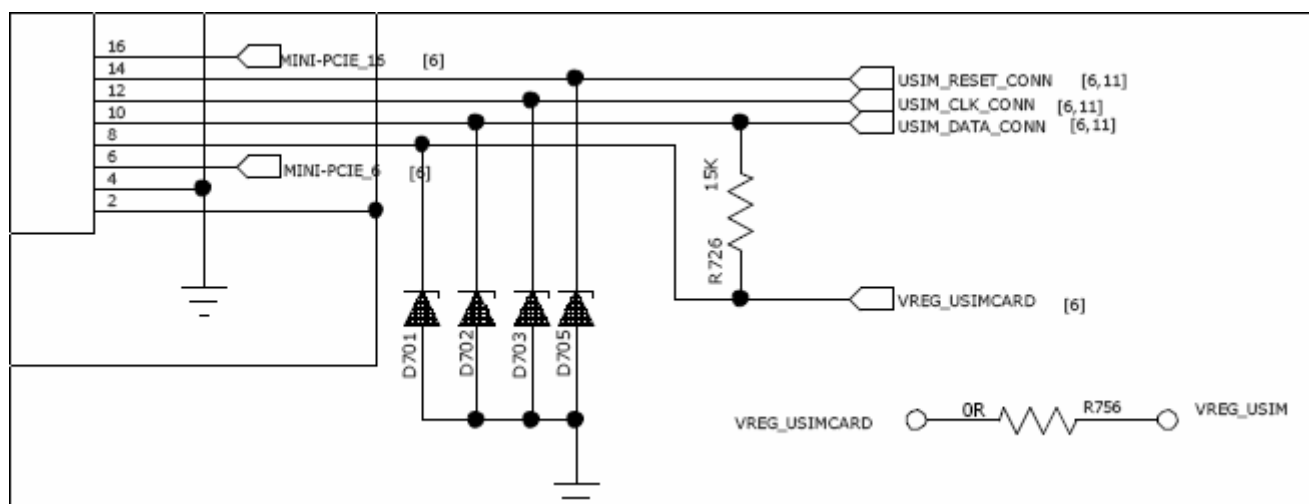 16
MINI-PCIE_16 [6]
14
USIM_RESET_CONN [6,11]
12
USIM_CLK_CONN [6,11]
10
USIM_DATA_CONN [6,11]
8
6
MINI-PCIE_6 [6]
4
2
15K
R726
VREG_USIMCARD [6]
D701
D702
D703
D705
VREG_USIMCARD 0R R756 VREG_USIM